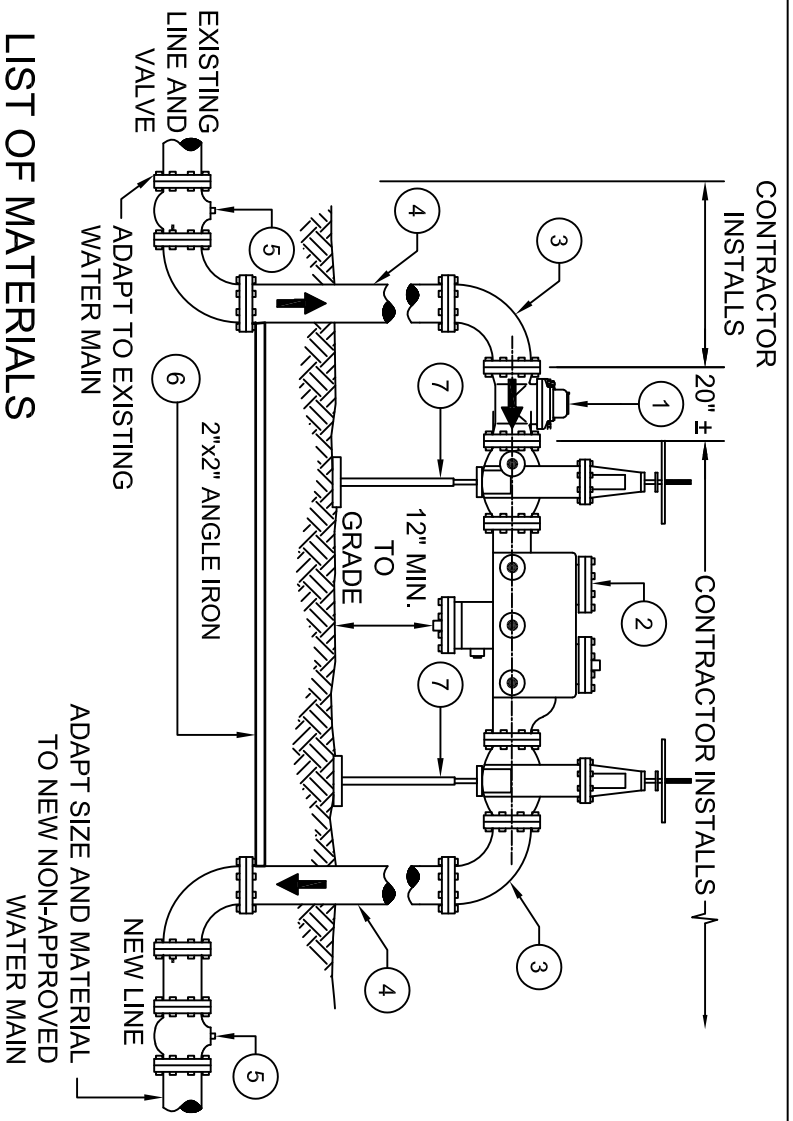 CONTRACTOR
INSTALLS
20" ±
CONTRACTOR INSTALLS
3
4
1
7
2
7
3
4
5
6
5
12" MIN.
TO
GRADE
2"x2" ANGLE IRON
EXISTING
LINE AND
VALVE
ADAPT TO EXISTING
WATER MAIN
NEW LINE
ADAPT SIZE AND MATERIAL
TO NEW NON-APPROVED
WATER MAIN
LIST OF MATERIALS